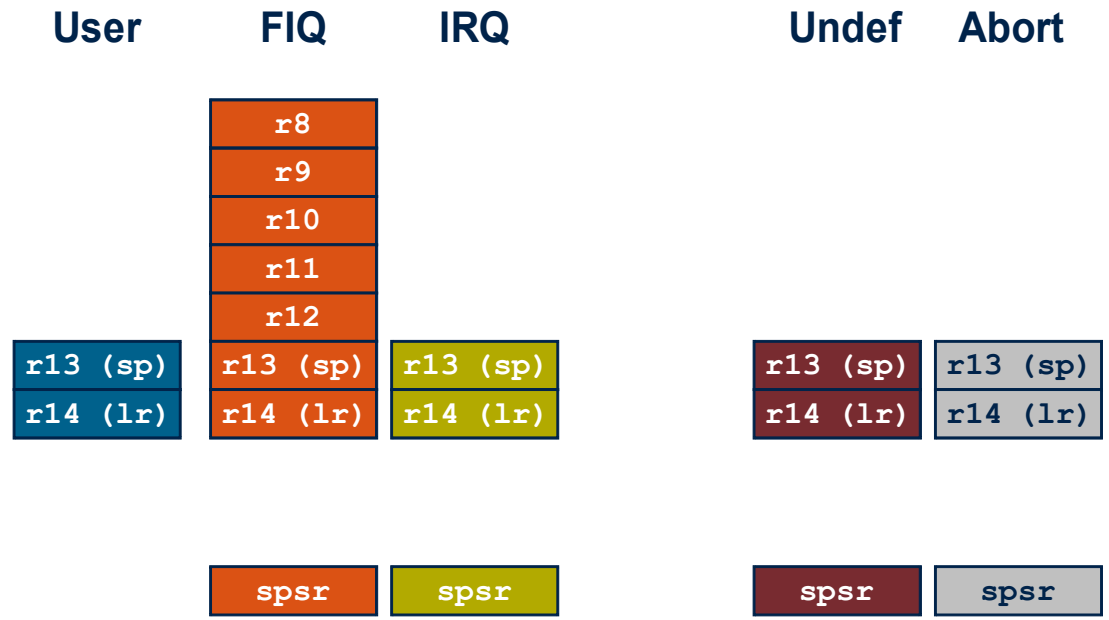 User FIQ IRQ Undef Abort
r8
r9
r10
r11
r12
r13 (sp) r13 (sp) r13 (sp) r13 (sp) r13 (sp)
r14 (lr) r14 (lr) r14 (lr) r14 (lr) r14 (lr)
spsr spsr spsr spsr